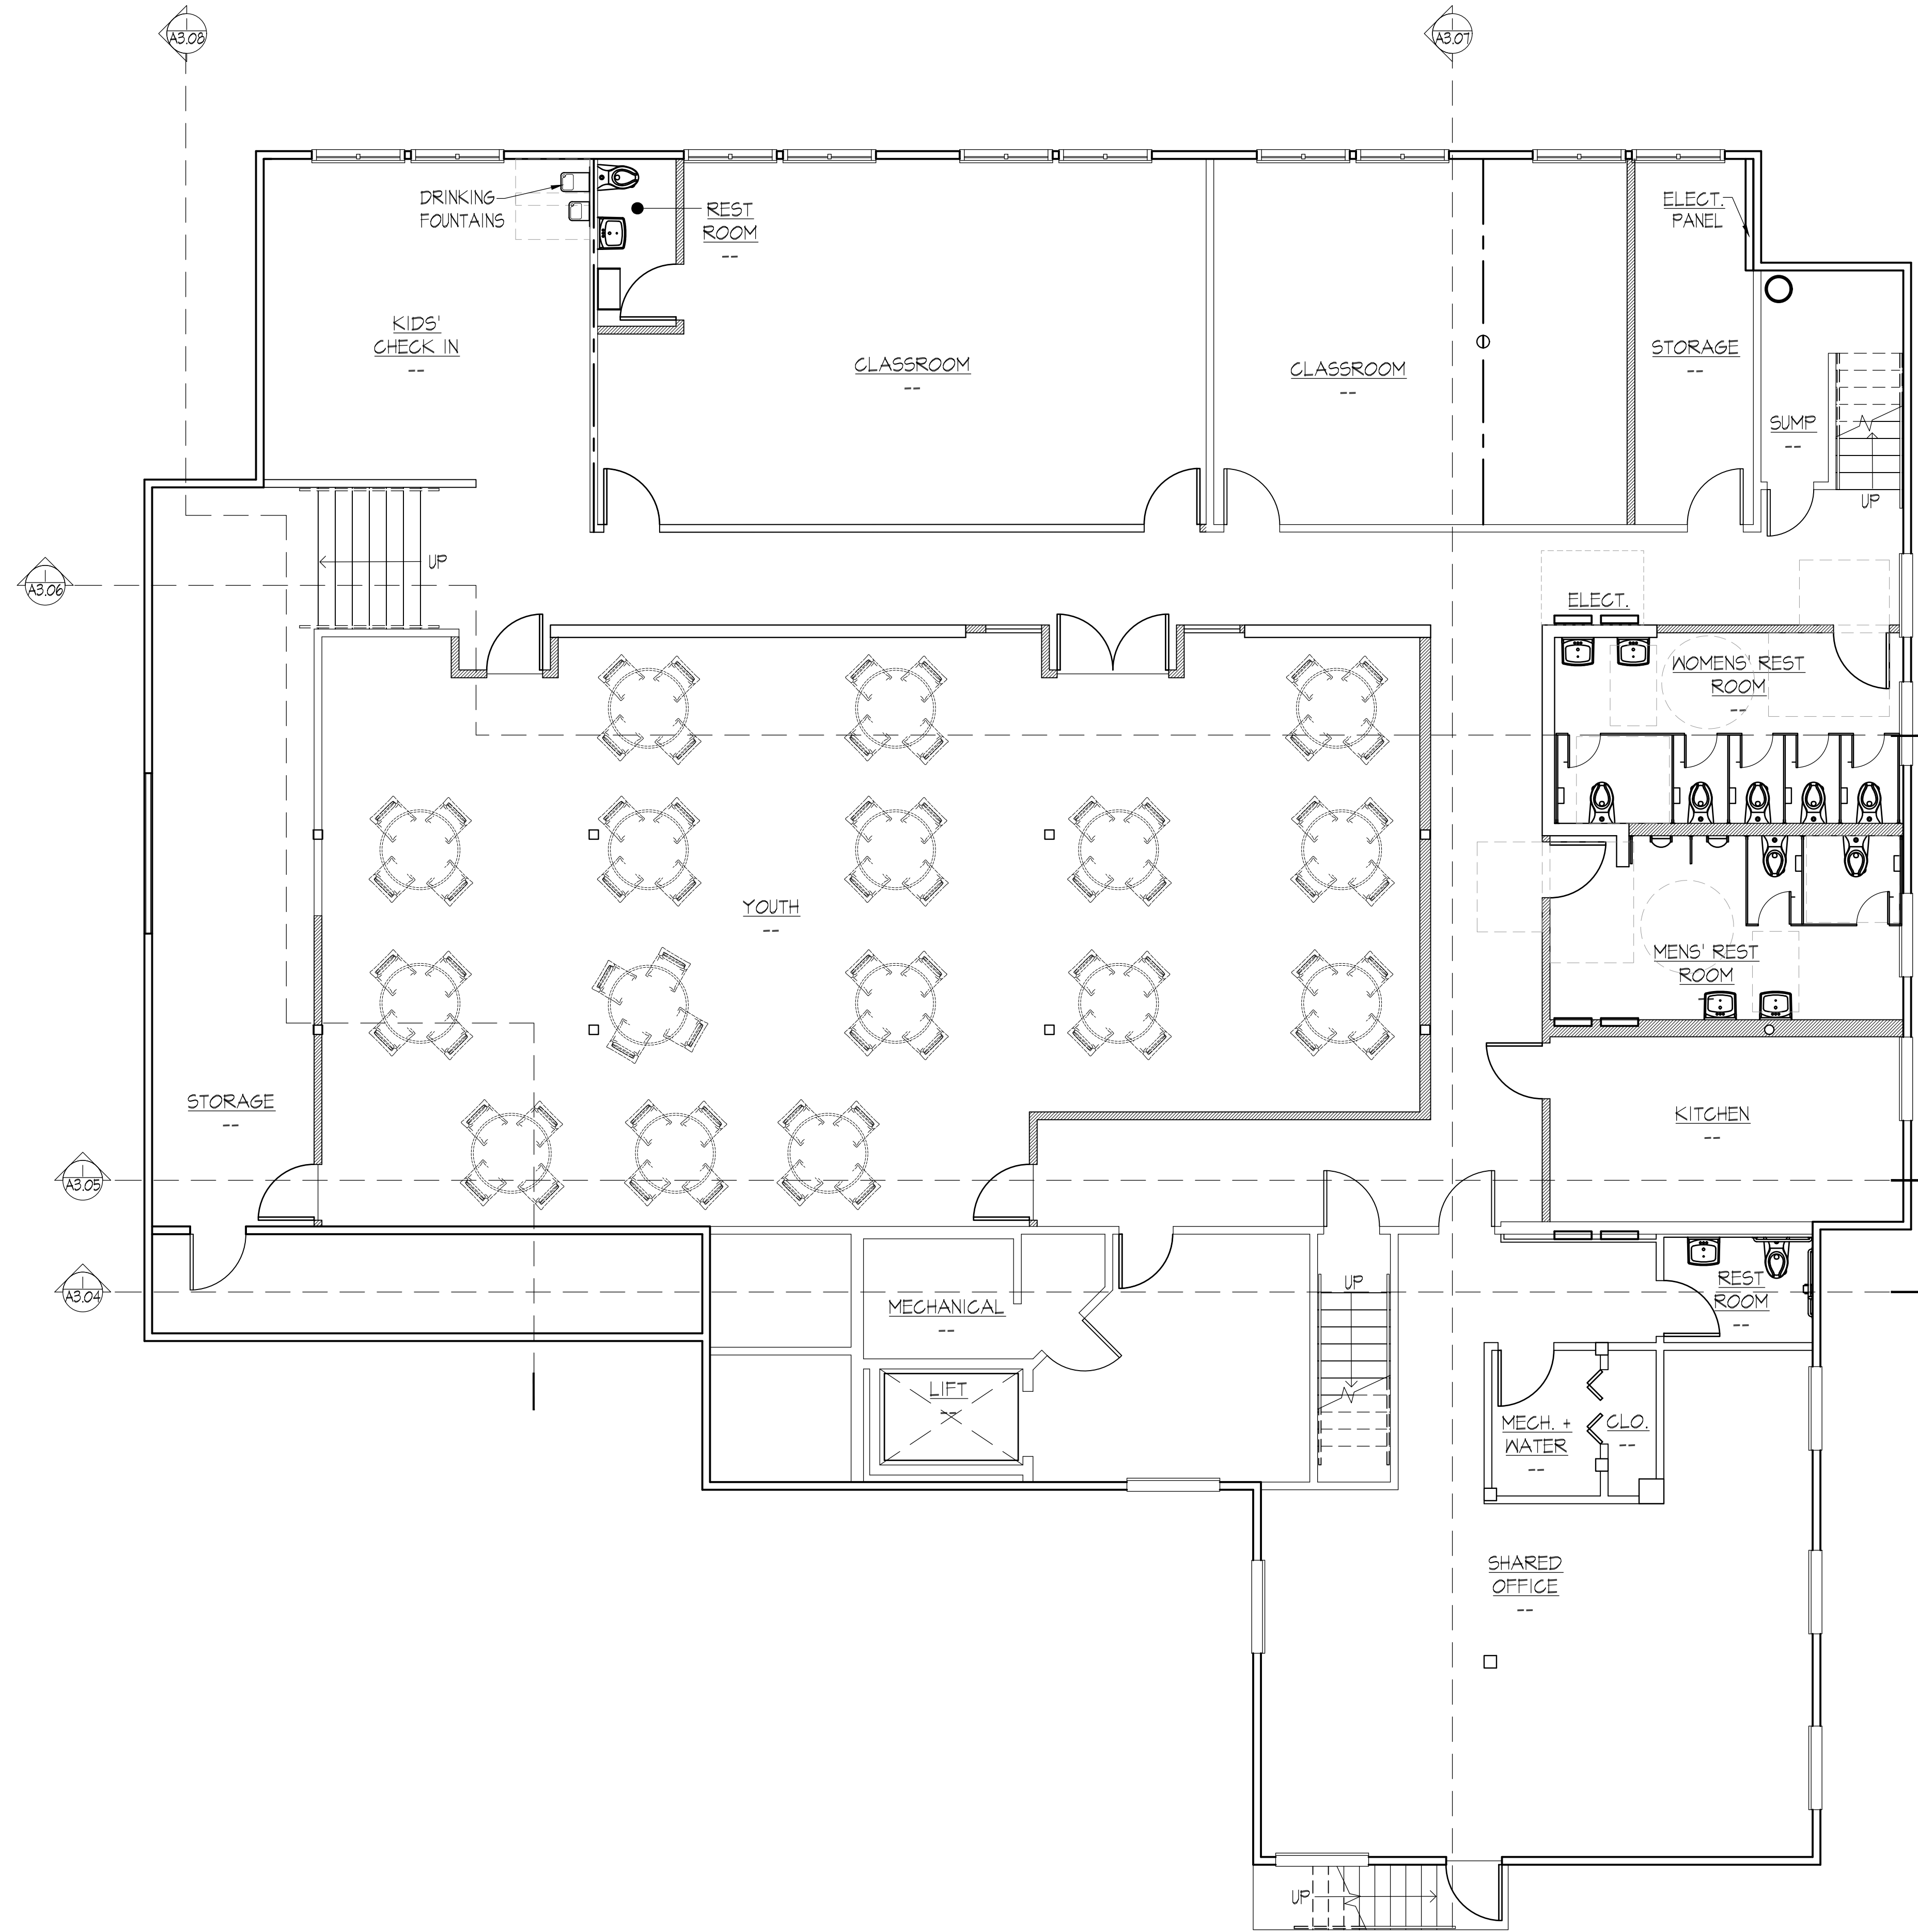 A3.08
A3.07
DRINKING
FOUNTAINS
REST
ROOM
--
ELECT.
PANEL
KIDS'
CHECK IN
--
CLASSROOM
--
CLASSROOM
--
STORAGE
--
SUMP
--
UP
UP
A3.06
ELECT.
WOMENS' REST
ROOM
--
YOUTH
--
MENS' REST
ROOM
--
STORAGE
--
KITCHEN
--
A3.05
A3.04
UP
REST
ROOM
--
MECHANICAL
--
LIFT
--
MECH. +
WATER
--
CLO.
--
SHARED
OFFICE
--
UP